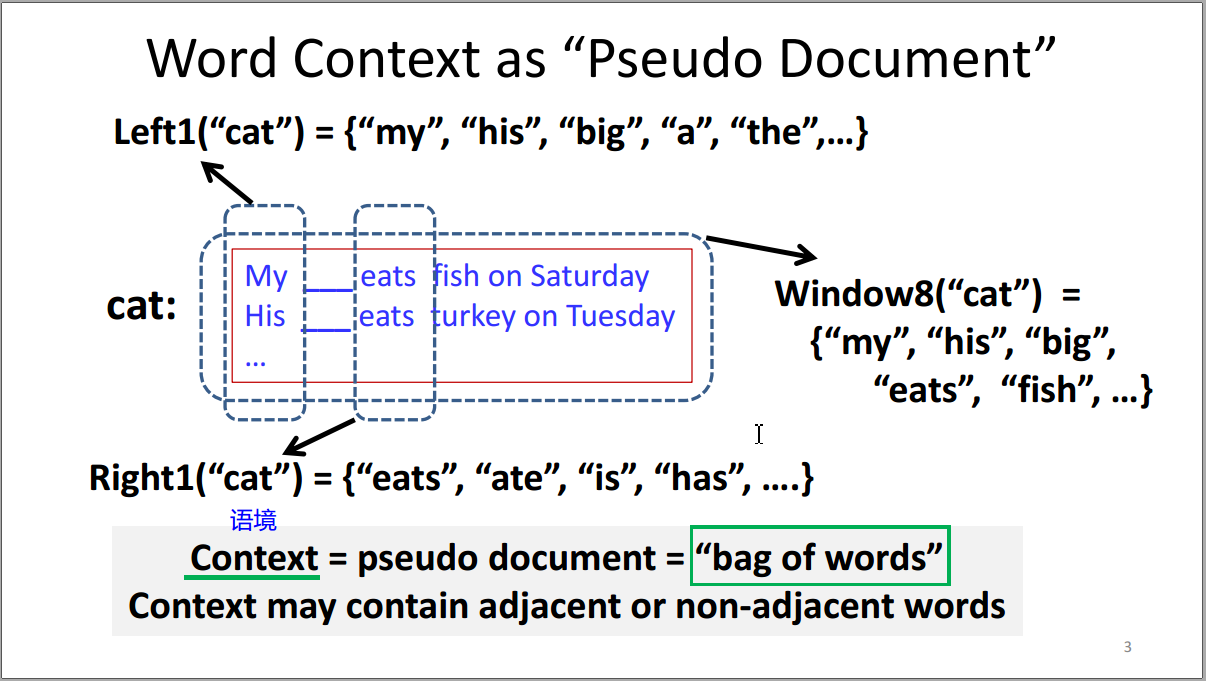 Word Context as “Pseudo Document”
Left1(“cat”) = {“my”, “his”, “big”, “a”, “the”,…}
cat:
My ___ eats fish on Saturday
His ___ eats turkey on Tuesday
...
Window8(“cat”) =
{“my”, “his”, “big”,
“eats”, “fish”, …}
Right1(“cat”) = {“eats”, “ate”, “is”, “has”, ….}
语境
Context = pseudo document = “bag of words”
Context may contain adjacent or non-adjacent words
3